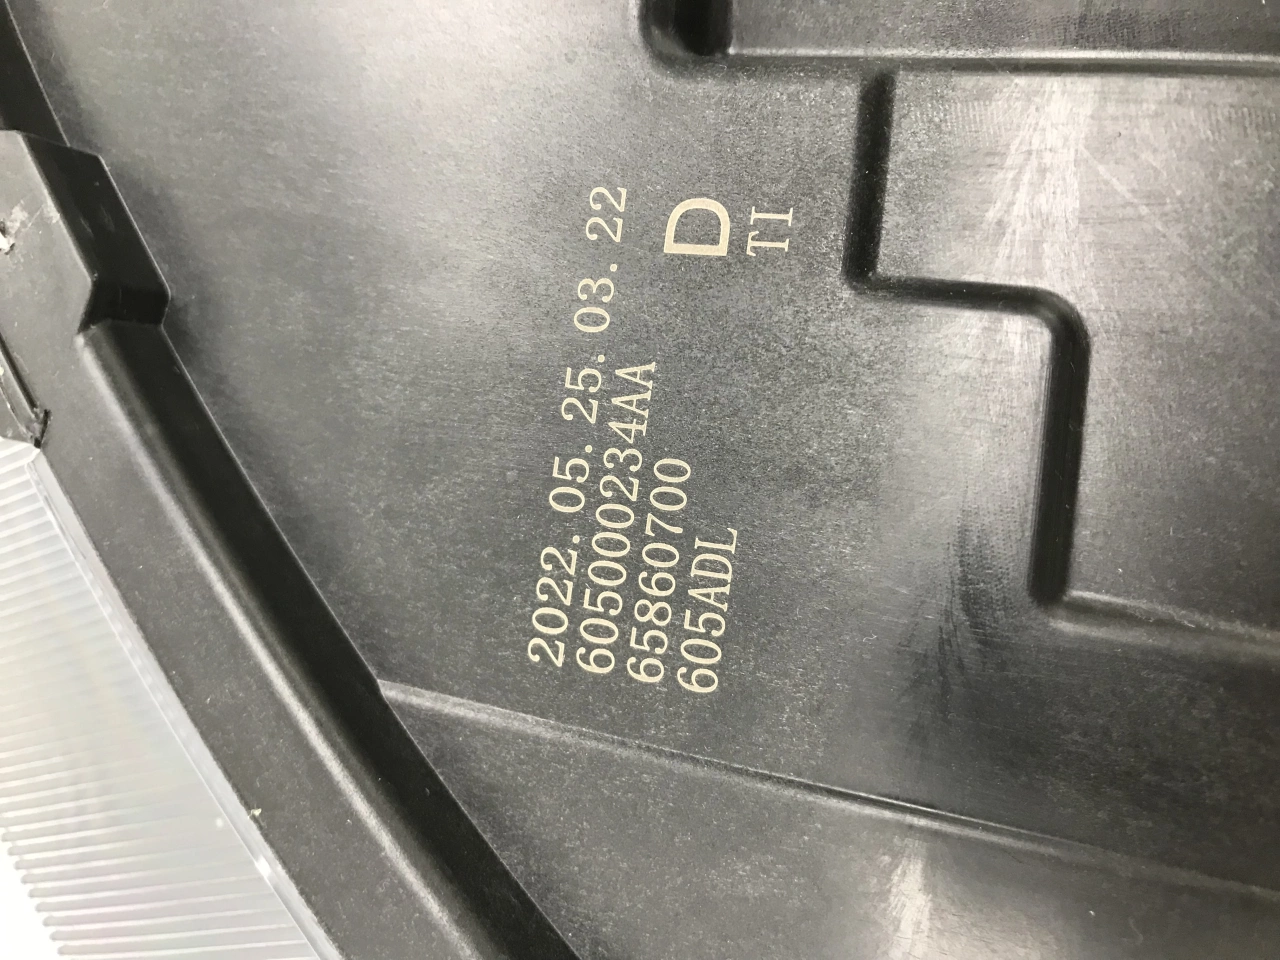 2022. 05. 25. 03. 22
605000234AA
65860700
605ADL
D
TI